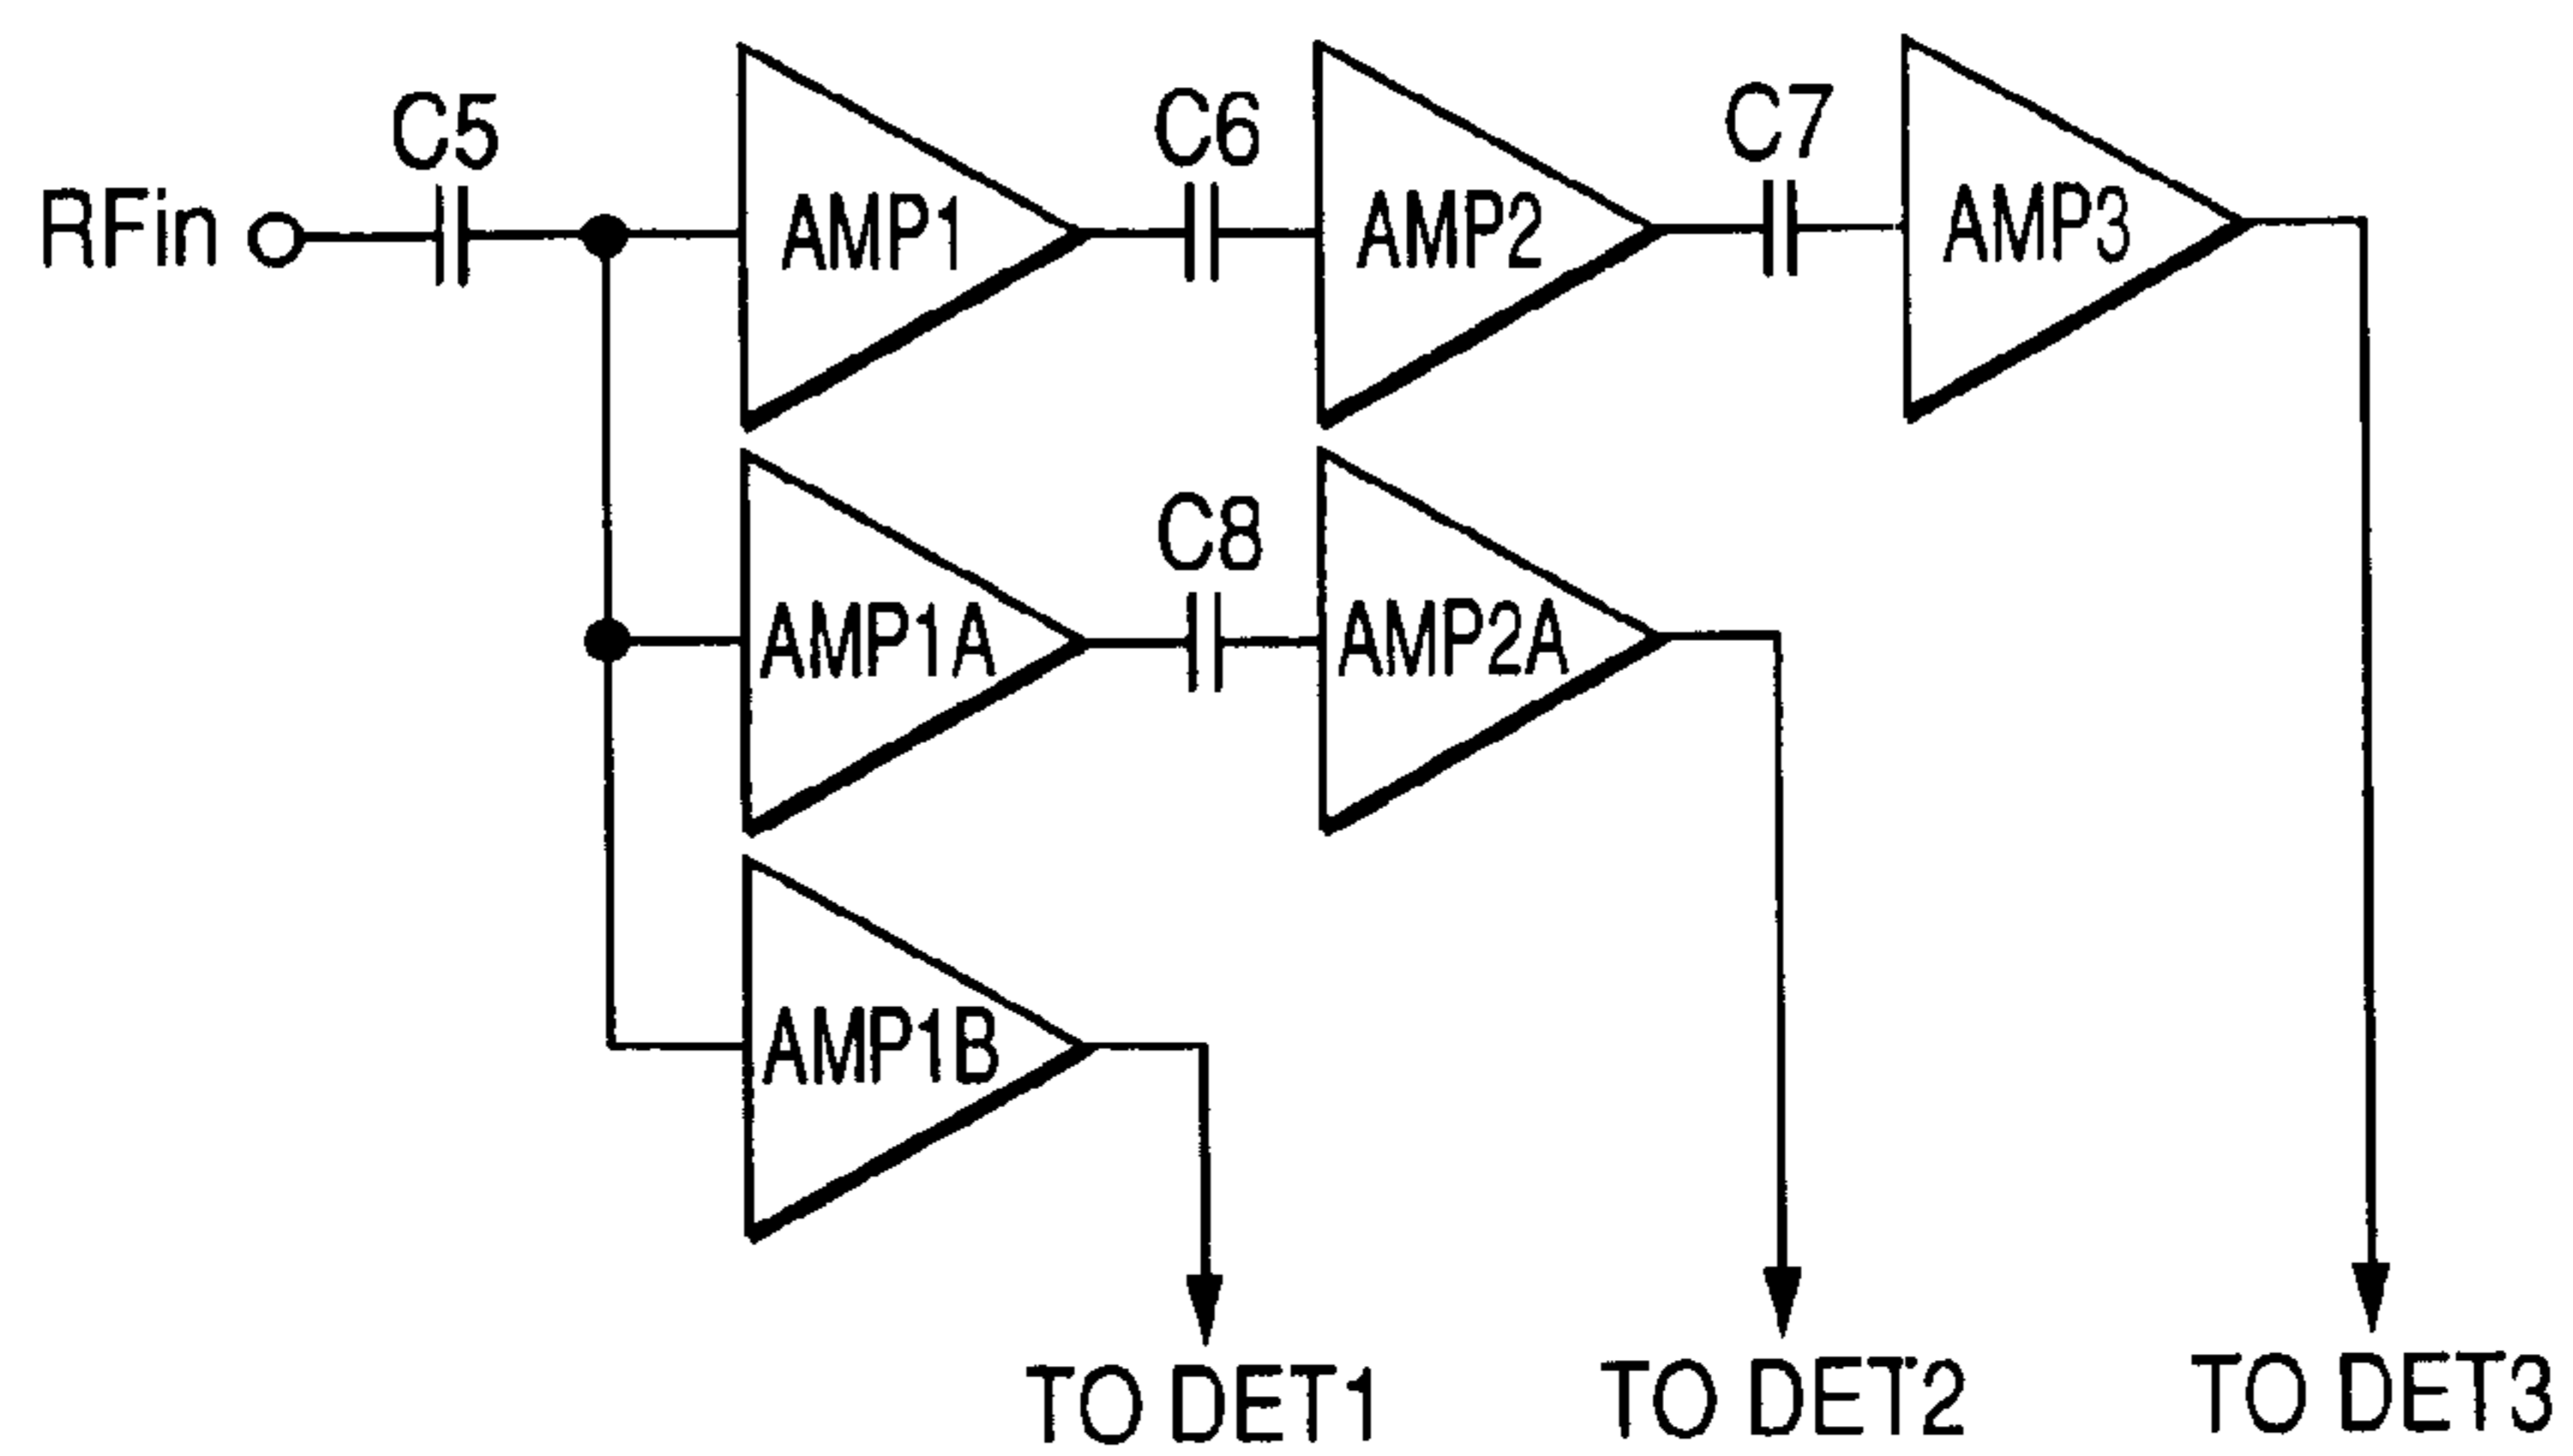 C5
C6
C7
RFin
AMP1
AMP2
AMP3
C8
AMP1A
AMP2A
AMP1B
TO DET1
TO DET2
TO DET3